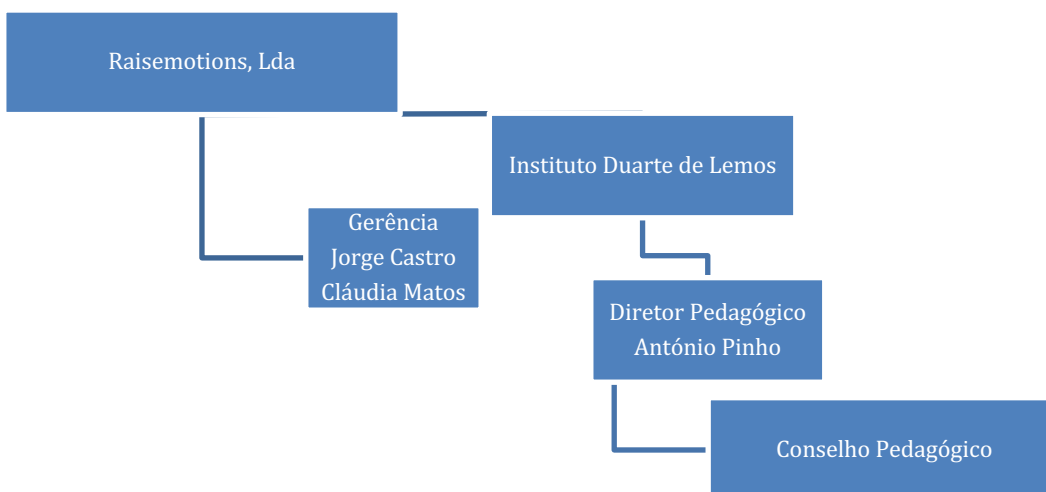 Raisemotions, Lda
Instituto Duarte de Lemos
Gerência
Jorge Castro
Cláudia Matos
Diretor Pedagógico
António Pinho
Conselho Pedagógico